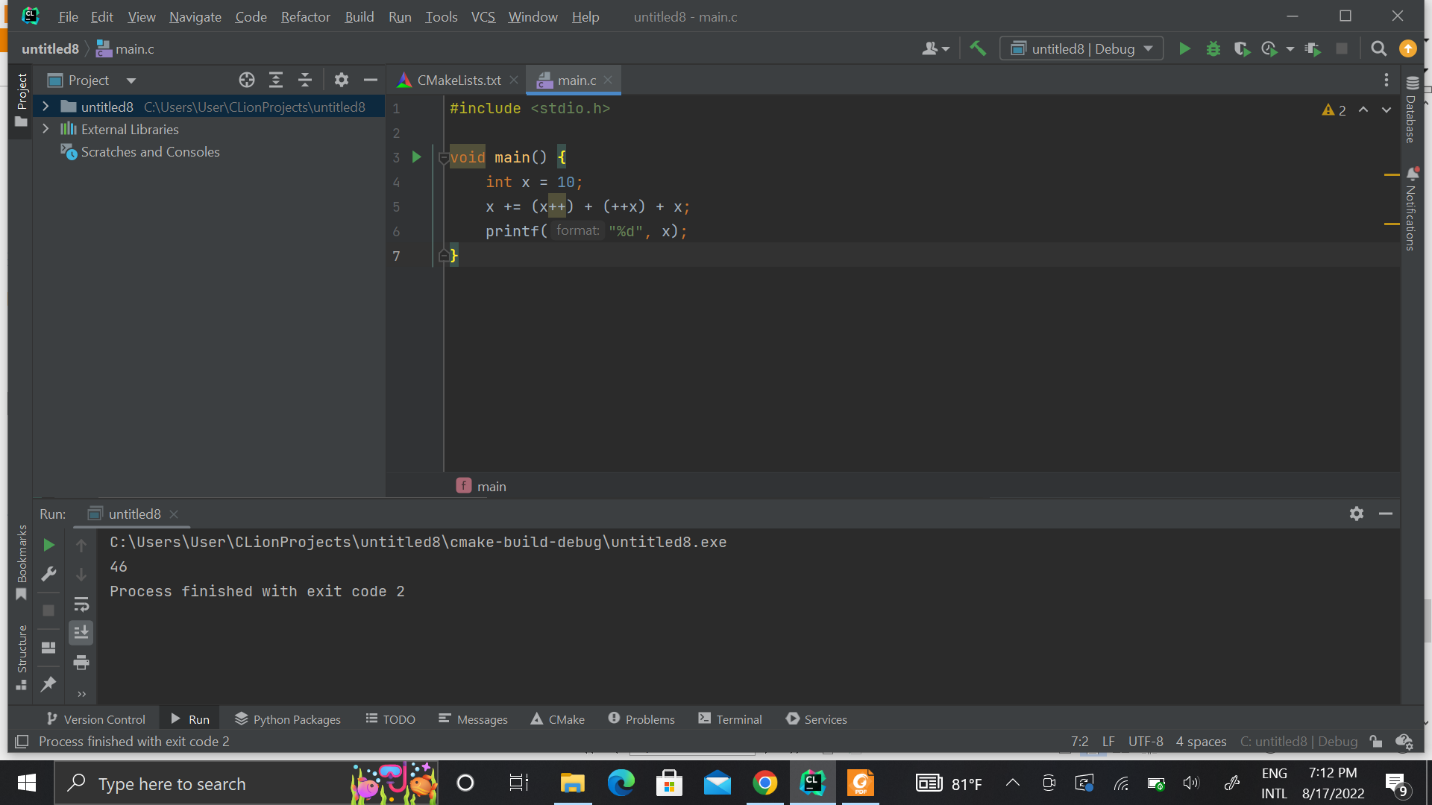 CL File Edit View Navigate Code Refactor Build Run Tools VCS Window Help untitled8 - main.c
untitled8 main.c untitled8 | Debug
Project
Project
CMakeLists.txt main.c
untitled8 C:\Users\User\CLionProjects\untitled8
External Libraries
Scratches and Consoles
1 #include <stdio.h>
2
3 void main() {
4 int x = 10;
5 x += (x++) + (++x) + x;
6 printf( format: "%d", x);
7 }
2
Database
Notifications
main
Run: untitled8
C:\Users\User\CLionProjects\untitled8\cmake-build-debug\untitled8.exe
46
Process finished with exit code 2
Bookmarks
Structure
Version Control Run Python Packages TODO Messages CMake Problems Terminal Services
Process finished with exit code 2 7:2 LF UTF-8 4 spaces C: untitled8 | Debug
Type here to search CL PDF 81°F ENG 7:12 PM
INTL 8/17/2022 9